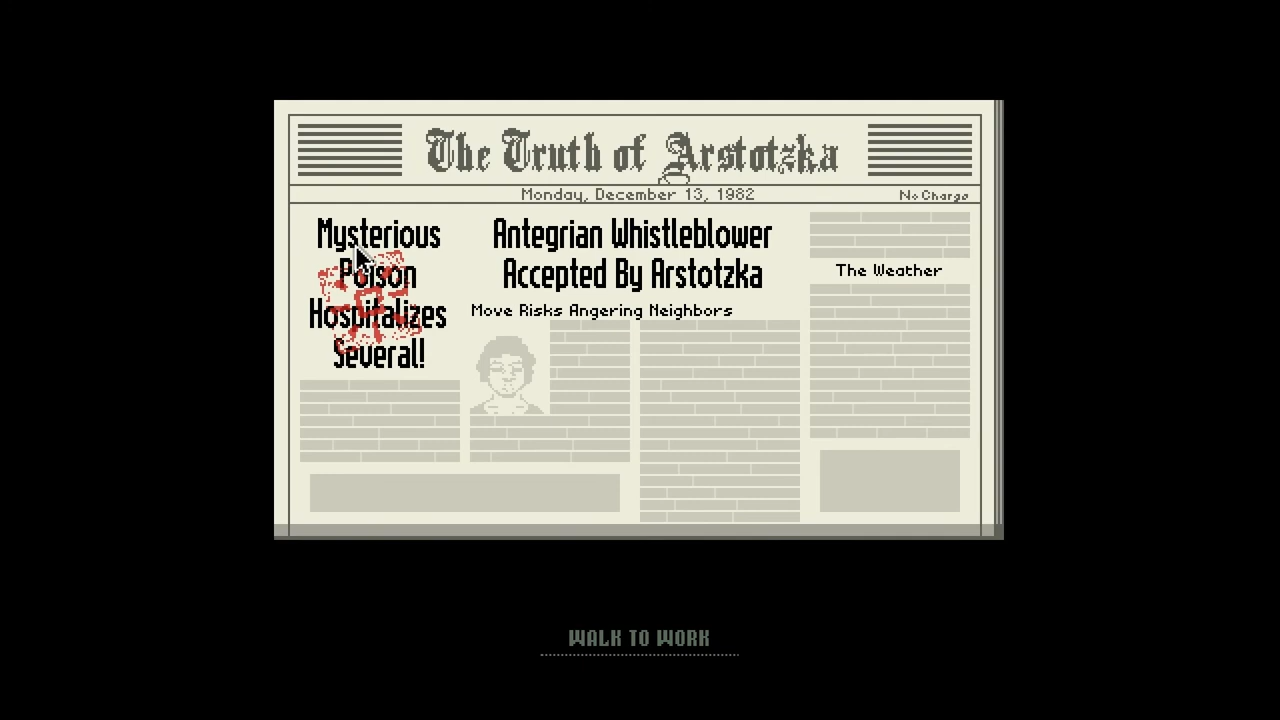 The Truth of Arstotzka
Monday, December 13, 1982
No Charge
Mysterious
Poison
Hospitalizes
Several!
Antegrian Whistleblower
Accepted By Arstotzka
Move Risks Angering Neighbors
The Weather
WALK TO WORK